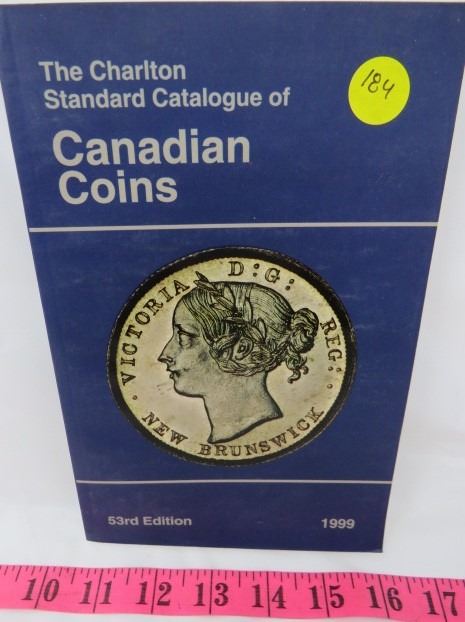 The Charlton
Standard Catalogue of
184
Canadian
Coins
VICTORIA D:G: REG:
NEW BRUNSWICK
53rd Edition 1999
10 11 12 13 14 15 16 17